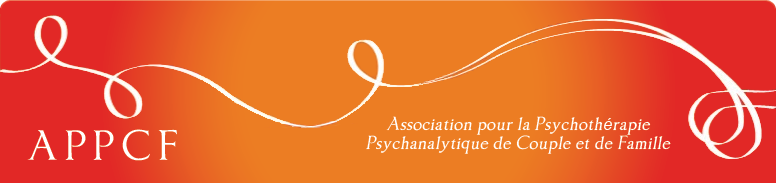 APPCF
Association pour la Psychothérapie
Psychanalytique de Couple et de Famille